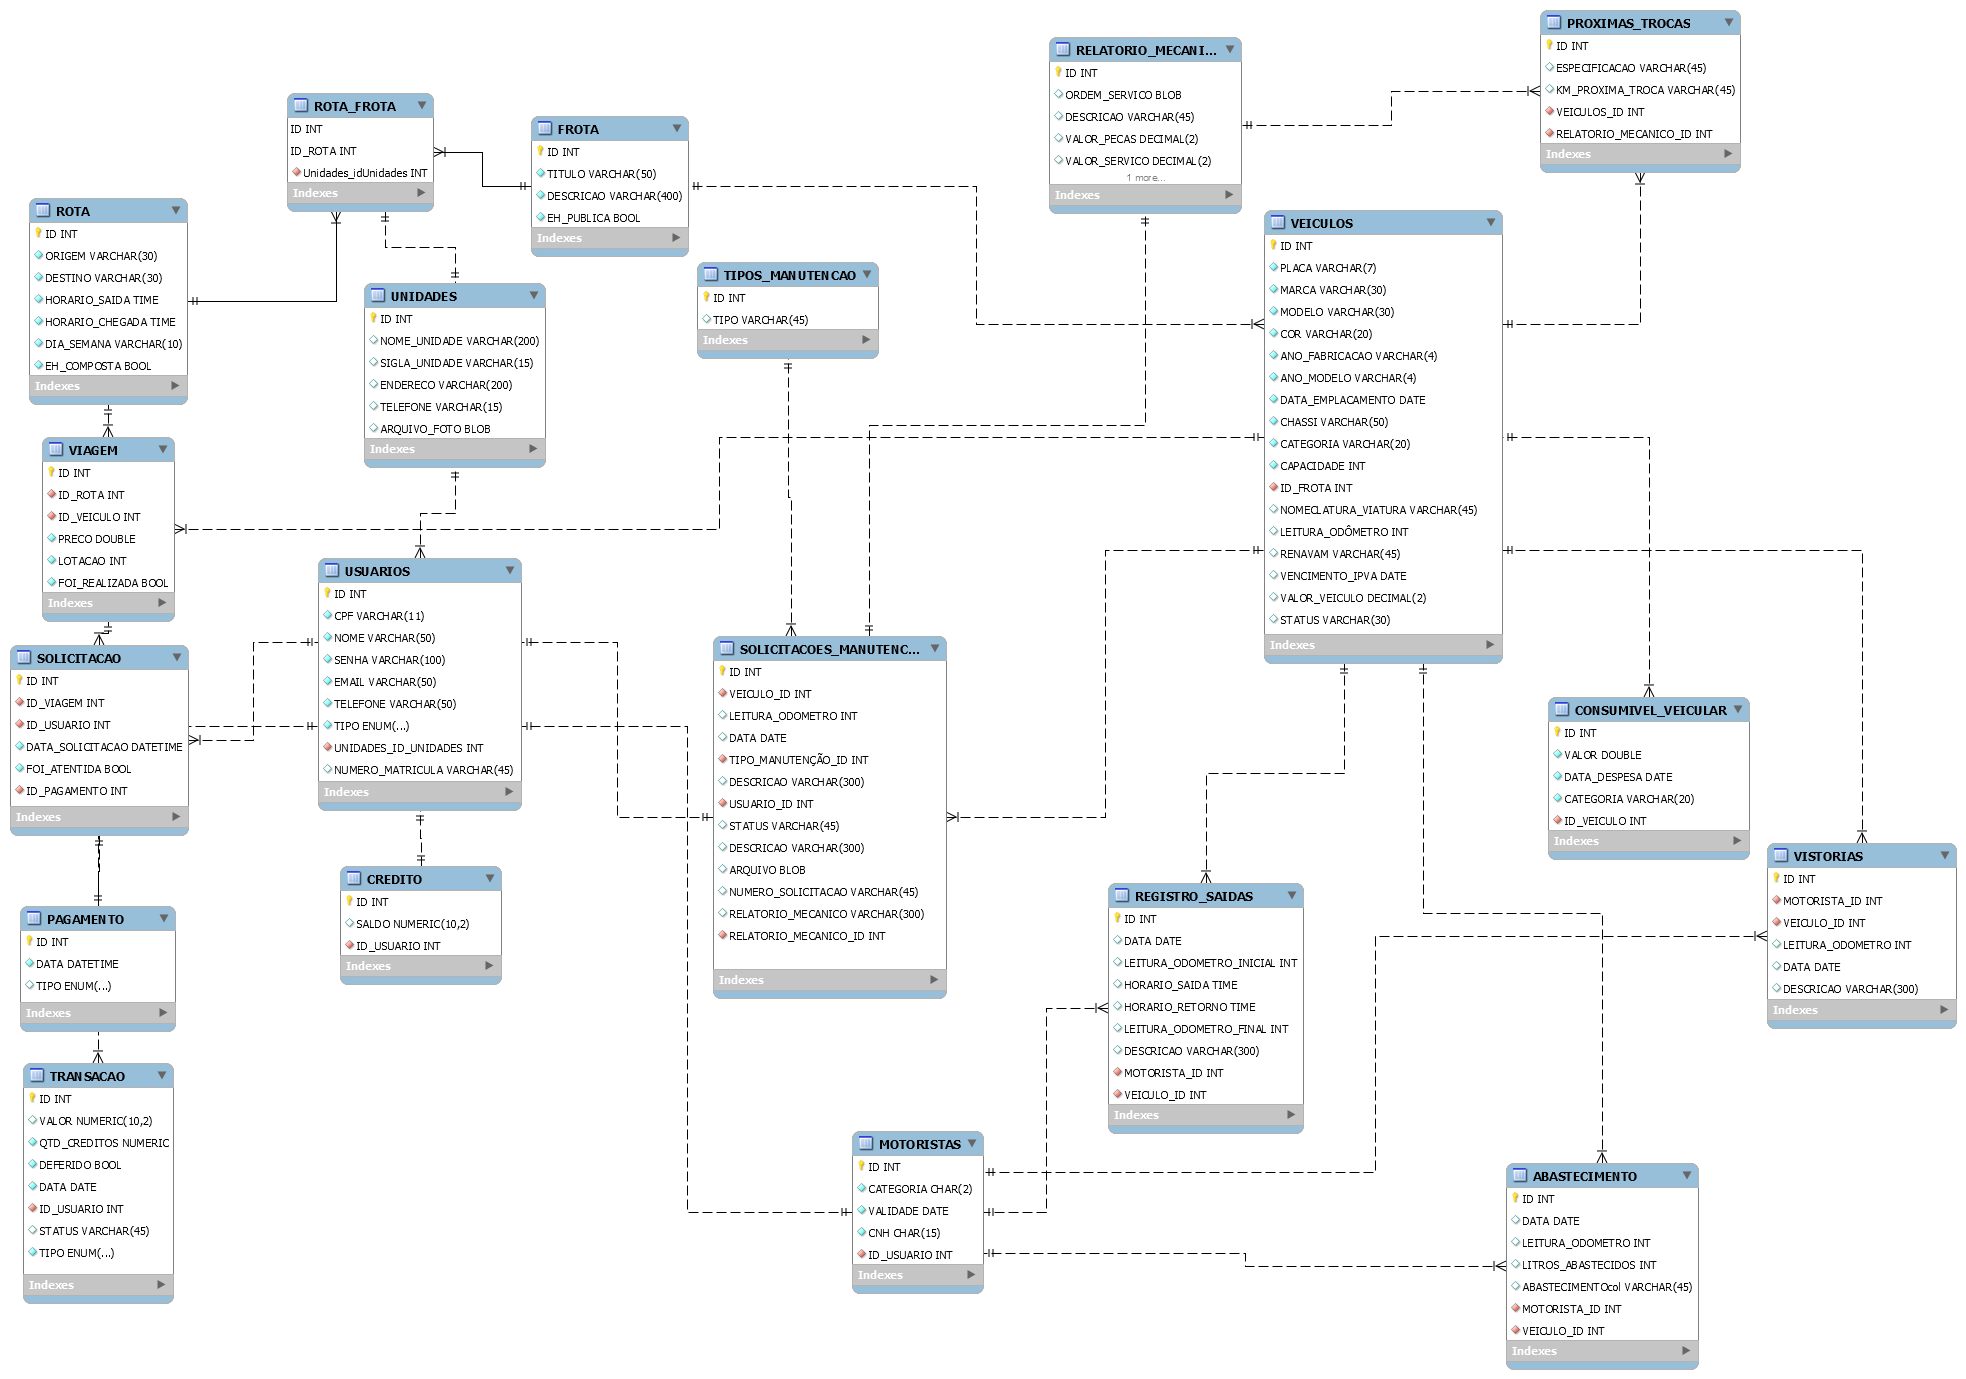 PROXIMAS_TROCAS
ID INT
ESPECIFICACAO VARCHAR(45)
KM_PROXIMA_TROCA VARCHAR(45)
VEICULOS_ID INT
RELATORIO_MECANICO_ID INT
Indexes
RELATORIO_MECANI...
ID INT
ORDEM_SERVICO BLOB
DESCRICAO VARCHAR(45)
VALOR_PECAS DECIMAL(2)
VALOR_SERVICO DECIMAL(2)
1 more...
Indexes
ROTA_FROTA
ID INT
ID_ROTA INT
Unidades_idUnidades INT
Indexes
FROTA
ID INT
TITULO VARCHAR(50)
DESCRICAO VARCHAR(400)
EH_PUBLICA BOOL
Indexes
ROTA
ID INT
ORIGEM VARCHAR(30)
DESTINO VARCHAR(30)
HORARIO_SAIDA TIME
HORARIO_CHEGADA TIME
DIA_SEMANA VARCHAR(10)
EH_COMPOSTA BOOL
Indexes
UNIDADES
ID INT
NOME_UNIDADE VARCHAR(200)
SIGLA_UNIDADE VARCHAR(15)
ENDERECO VARCHAR(200)
TELEFONE VARCHAR(15)
ARQUIVO_FOTO BLOB
Indexes
TIPOS_MANUTENCAO
ID INT
TIPO VARCHAR(45)
Indexes
VEICULOS
ID INT
PLACA VARCHAR(7)
MARCA VARCHAR(30)
MODELO VARCHAR(30)
COR VARCHAR(20)
ANO_FABRICACAO VARCHAR(4)
ANO_MODELO VARCHAR(4)
DATA_EMPLACAMENTO DATE
CHASSI VARCHAR(50)
CATEGORIA VARCHAR(20)
CAPACIDADE INT
ID_FROTA INT
NOMECLATURA_VIATURA VARCHAR(45)
LEITURA_ODÔMETRO INT
RENAVAM VARCHAR(45)
VENCIMENTO_IPVA DATE
VALOR_VEICULO DECIMAL(2)
STATUS VARCHAR(30)
Indexes
VIAGEM
ID INT
ID_ROTA INT
ID_VEICULO INT
PRECO DOUBLE
LOTACAO INT
FOI_REALIZADA BOOL
Indexes
USUARIOS
ID INT
CPF VARCHAR(11)
NOME VARCHAR(50)
SENHA VARCHAR(100)
EMAIL VARCHAR(50)
TELEFONE VARCHAR(50)
TIPO ENUM(...)
UNIDADES_ID_UNIDADES INT
NUMERO_MATRICULA VARCHAR(45)
Indexes
SOLICITACAO
ID INT
ID_VIAGEM INT
ID_USUARIO INT
DATA_SOLICITACAO DATETIME
FOI_ATENTIDA BOOL
ID_PAGAMENTO INT
Indexes
SOLICITACOES_MANUTENC...
ID INT
VEICULO_ID INT
LEITURA_ODOMETRO INT
DATA DATE
TIPO_MANUTENÇÃO_ID INT
DESCRICAO VARCHAR(300)
USUARIO_ID INT
STATUS VARCHAR(45)
DESCRICAO VARCHAR(300)
ARQUIVO BLOB
NUMERO_SOLICITACAO VARCHAR(45)
RELATORIO_MECANICO VARCHAR(300)
RELATORIO_MECANICO_ID INT
Indexes
CONSUMIVEL_VEICULAR
ID INT
VALOR DOUBLE
DATA_DESPESA DATE
CATEGORIA VARCHAR(20)
ID_VEICULO INT
Indexes
VISTORIAS
ID INT
MOTORISTA_ID INT
VEICULO_ID INT
LEITURA_ODOMETRO INT
DATA DATE
DESCRICAO VARCHAR(300)
Indexes
CREDITO
ID INT
SALDO NUMERIC(10,2)
ID_USUARIO INT
Indexes
REGISTRO_SAIDAS
ID INT
DATA DATE
LEITURA_ODOMETRO_INICIAL INT
HORARIO_SAIDA TIME
HORARIO_RETORNO TIME
LEITURA_ODOMETRO_FINAL INT
DESCRICAO VARCHAR(300)
MOTORISTA_ID INT
VEICULO_ID INT
Indexes
PAGAMENTO
ID INT
DATA DATETIME
TIPO ENUM(...)
Indexes
TRANSACAO
ID INT
VALOR NUMERIC(10,2)
QTD_CREDITOS NUMERIC
DEFERIDO BOOL
DATA DATE
ID_USUARIO INT
STATUS VARCHAR(45)
TIPO ENUM(...)
Indexes
MOTORISTAS
ID INT
CATEGORIA CHAR(2)
VALIDADE DATE
CNH CHAR(15)
ID_USUARIO INT
Indexes
ABASTECIMENTO
ID INT
DATA DATE
LEITURA_ODOMETRO INT
LITROS_ABASTECIDOS INT
ABASTECIMENTOcol VARCHAR(45)
MOTORISTA_ID INT
VEICULO_ID INT
Indexes